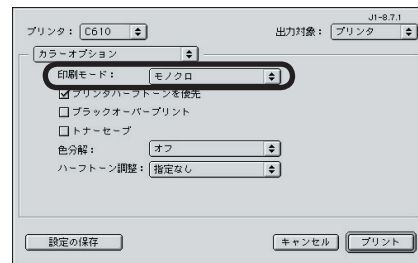 J1-8.7.1
プリンタ： C610 出力対象： プリンタ
カラーオプション
印刷モード： モノクロ
プリンタハーフトーンを優先
ブラックオーバープリント
トナーセーブ
色分解： オフ
ハーフトーン調整： 指定なし
設定の保存 キャンセル プリント